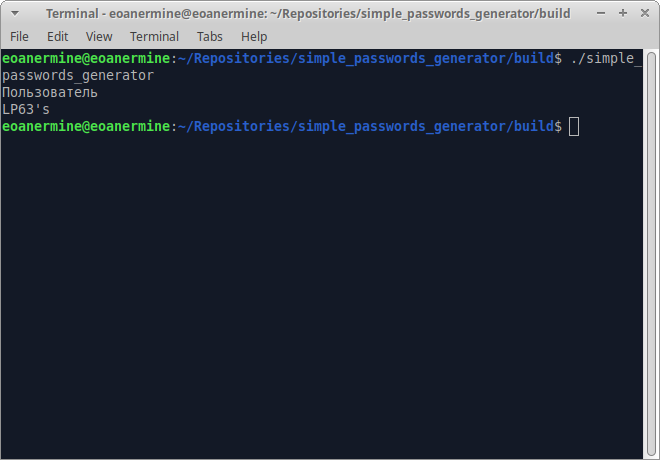 Terminal - eoanermine@eoanermine: ~/Repositories/simple_passwords_generator/build
File Edit View Terminal Tabs Help
eoanermine@eoanermine:~/Repositories/simple_passwords_generator/build$ ./simple_
passwords_generator
Пользователь
LP63's
eoanermine@eoanermine:~/Repositories/simple_passwords_generator/build$